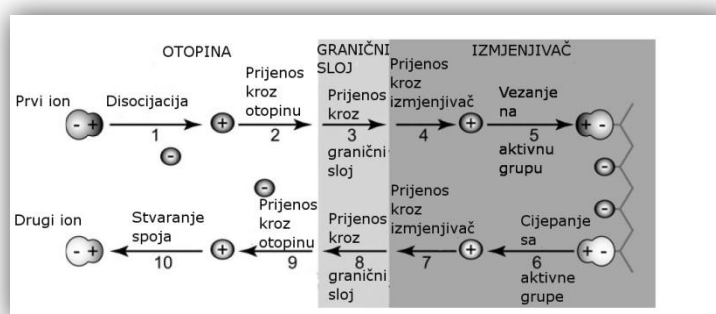 OTOPINA
GRANIČNI
SLOJ
IZMJENJIVAČ
Prvi ion
- +
Disocijacija
1
-
+
Prijenos
kroz
otopinu
2
Prijenos
kroz
3
granični
sloj
Prijenos
kroz
izmjenjivač
4
+
Vezanje
na
5
aktivnu
grupu
+ -
-
-
Drugi ion
- +
Stvaranje
spoja
10
+
-
Prijenos
kroz
otopinu
9
Prijenos
kroz
8
granični
sloj
Prijenos
kroz
izmjenjivač
7
+
Cijepanje
sa
6
aktivne
grupe
+ -